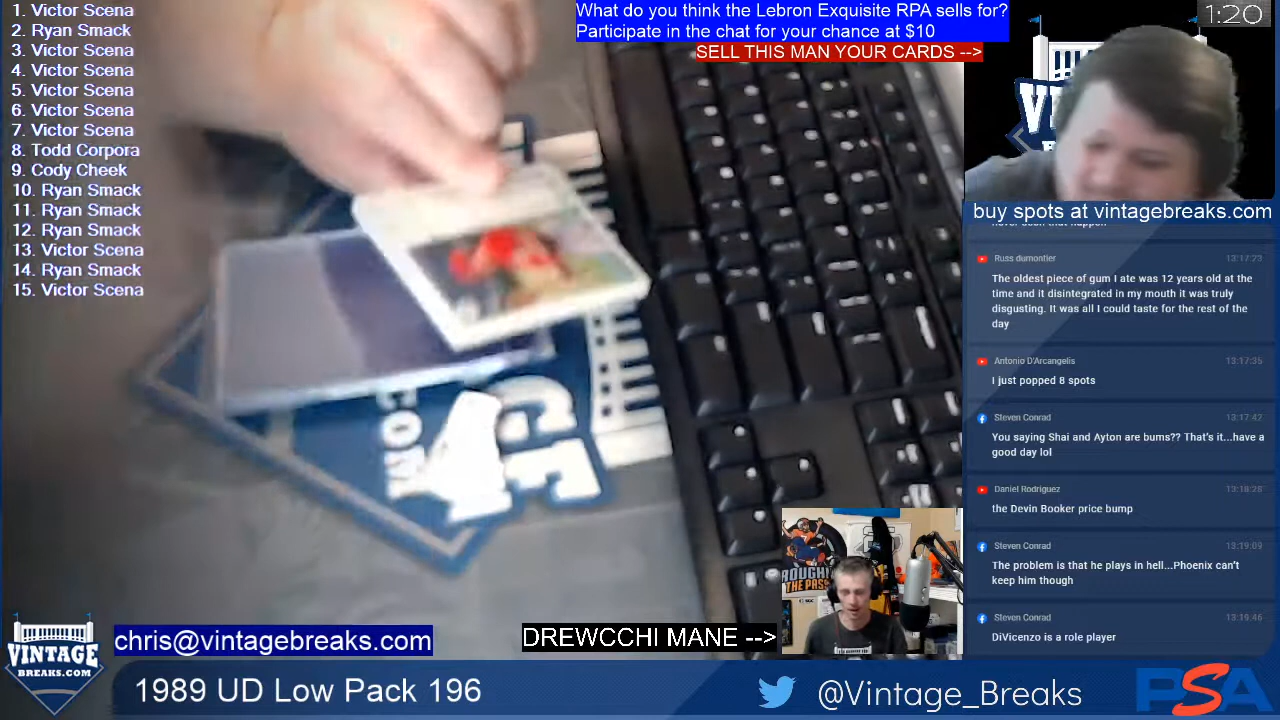 1. Victor Scena
2. Ryan Smack
3. Victor Scena
4. Victor Scena
5. Victor Scena
6. Victor Scena
7. Victor Scena
8. Todd Corpora
9. Cody Cheek
10. Ryan Smack
11. Ryan Smack
12. Ryan Smack
13. Victor Scena
14. Ryan Smack
15. Victor Scena
What do you think the Lebron Exquisite RPA sells for?
Participate in the chat for your chance at $10
SELL THIS MAN YOUR CARDS -->
1:20
buy spots at vintagebreaks.com
Russ dumontier 13:17:23
The oldest piece of gum I ate was 12 years old at the
time and it disintegrated in my mouth it was truly
disgusting. It was all I could taste for the rest of the
day
Antonio D'Arcangelis 13:17:35
I just popped 8 spots
Steven Conrad 13:17:47
You saying Shai and Ayton are bums?? That's it...have a
good day lol
Daniel Rodriguez 13:18:28
the Devin Booker price bump
Steven Conrad 13:19:09
The problem is that he plays in hell...Phoenix can't
keep him though
Steven Conrad 13:19:46
DiVicenzo is a role player
GE
COM
THE PAS
DREWCCHI MANE -->
chris@vintagebreaks.com
VINTAGE
BREAKS.COM
1989 UD Low Pack 196
@Vintage_Breaks
PSA